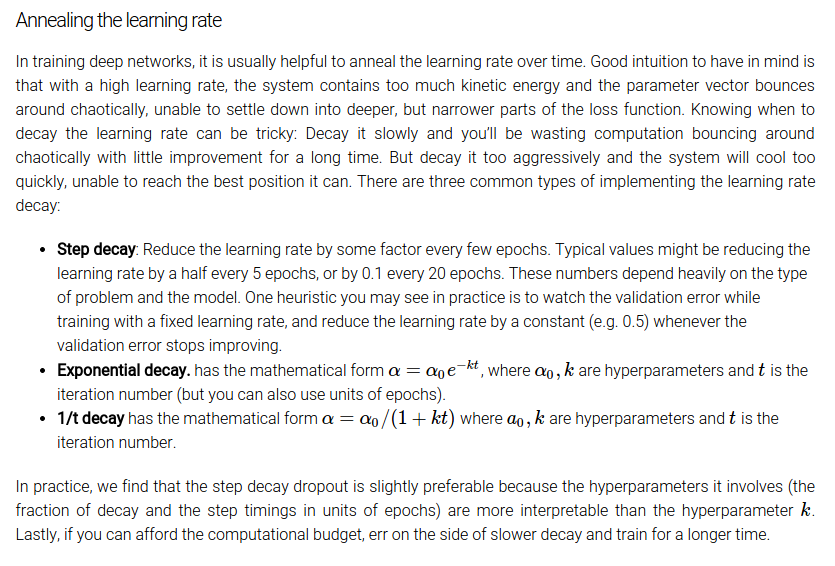 Annealing the learning rate
In training deep networks, it is usually helpful to anneal the learning rate over time. Good intuition to have in mind is
that with a high learning rate, the system contains too much kinetic energy and the parameter vector bounces
around chaotically, unable to settle down into deeper, but narrower parts of the loss function. Knowing when to
decay the learning rate can be tricky: Decay it slowly and you'll be wasting computation bouncing around
chaotically with little improvement for a long time. But decay it too aggressively and the system will cool too
quickly, unable to reach the best position it can. There are three common types of implementing the learning rate
decay:
• Step decay: Reduce the learning rate by some factor every few epochs. Typical values might be reducing the
learning rate by a half every 5 epochs, or by 0.1 every 20 epochs. These numbers depend heavily on the type
of problem and the model. One heuristic you may see in practice is to watch the validation error while
training with a fixed learning rate, and reduce the learning rate by a constant (e.g. 0.5) whenever the
validation error stops improving.
• Exponential decay. has the mathematical form α = α₀e^{−kt}, where α₀, k are hyperparameters and t is the
iteration number (but you can also use units of epochs).
• 1/t decay has the mathematical form α = α₀/(1 + kt) where a₀, k are hyperparameters and t is the
iteration number.
In practice, we find that the step decay dropout is slightly preferable because the hyperparameters it involves (the
fraction of decay and the step timings in units of epochs) are more interpretable than the hyperparameter k.
Lastly, if you can afford the computational budget, err on the side of slower decay and train for a longer time.